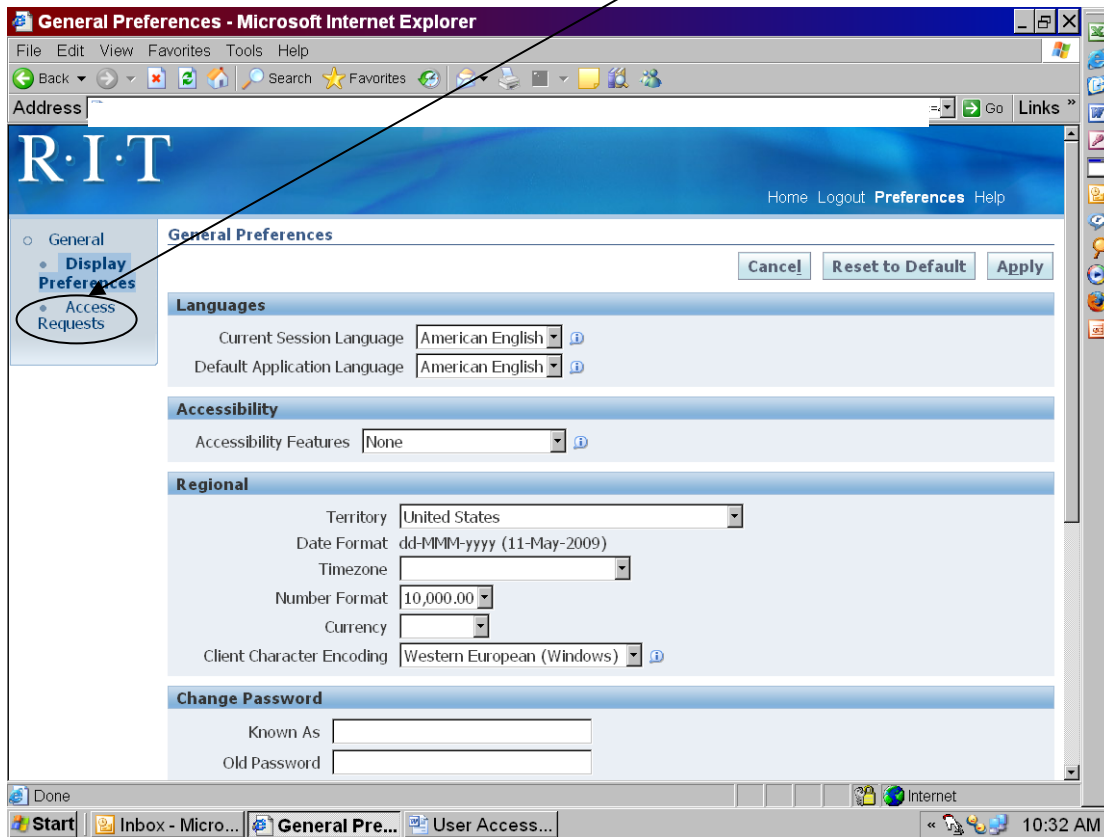 General Preferences - Microsoft Internet Explorer
File Edit View Favorites Tools Help
Back Search Favorites
Address Go Links »
R·I·T
Home Logout Preferences Help
General
Display
Preferences
Access
Requests
General Preferences
Cancel Reset to Default Apply
Languages
Current Session Language American English
Default Application Language American English
Accessibility
Accessibility Features None
Regional
Territory United States
Date Format dd-MMM-yyyy (11-May-2009)
Timezone
Number Format 10,000.00
Currency
Client Character Encoding Western European (Windows)
Change Password
Known As
Old Password
Done Internet
Start Inbox - Micro... General Pre... User Access... « 10:32 AM